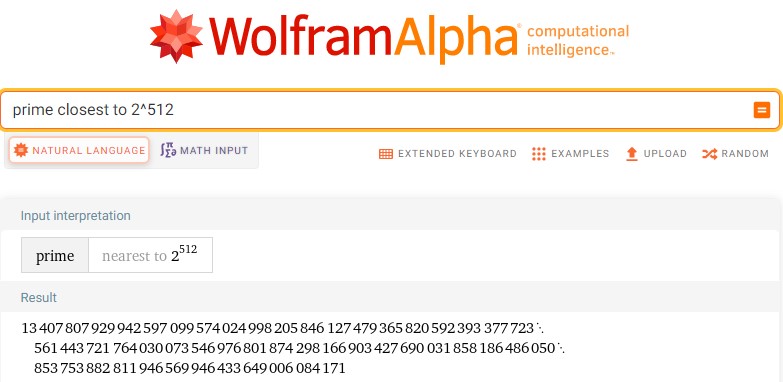 WolframAlpha computational intelligence™
prime closest to 2^512
NATURAL LANGUAGE MATH INPUT EXTENDED KEYBOARD EXAMPLES UPLOAD RANDOM
Input interpretation
prime nearest to 2^512
Result
13 407 807 929 942 597 099 574 024 998 205 846 127 479 365 820 592 393 377 723⋱
561 443 721 764 030 073 546 976 801 874 298 166 903 427 690 031 858 186 486 050⋱
853 753 882 811 946 569 946 433 649 006 084 171